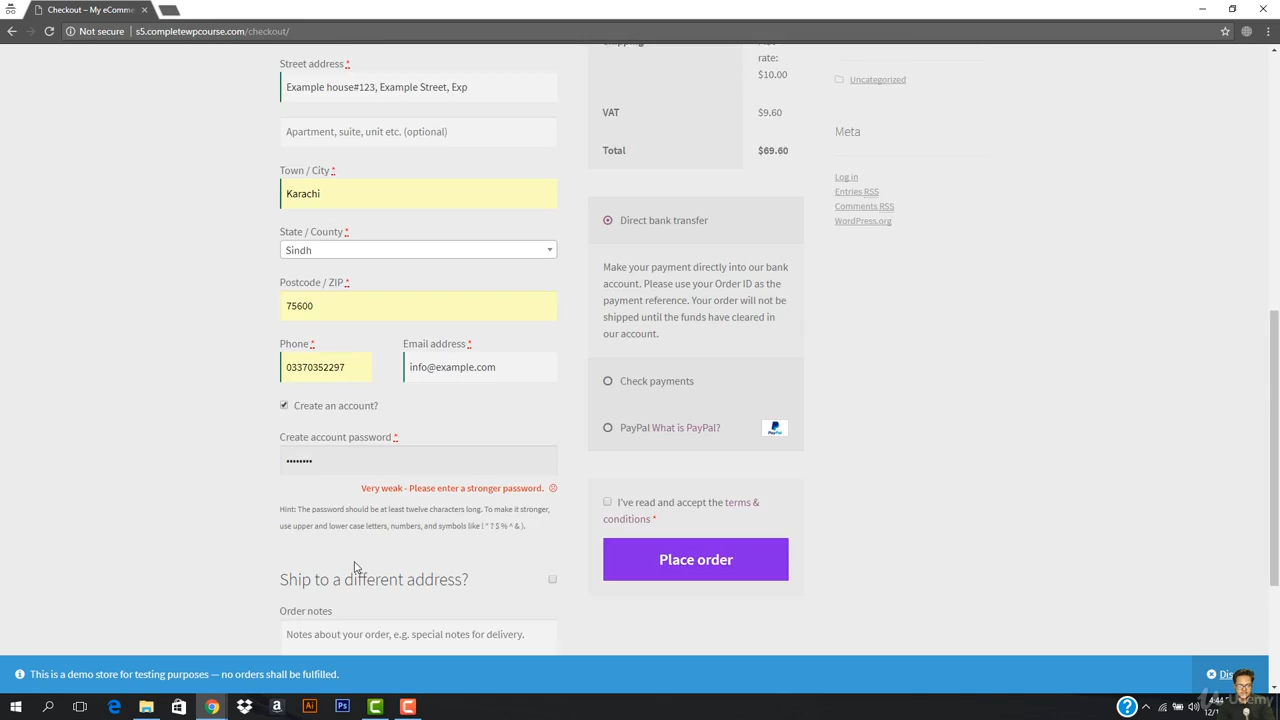 Checkout – My eComme
Not secure
s5.completewpcourse.com/checkout/
Street address *
Example house#123, Example Street, Exp
Apartment, suite, unit etc. (optional)
Town / City *
Karachi
State / County *
Sindh
Postcode / ZIP *
75600
Phone *
Email address *
03370352297
info@example.com
Create an account?
Create account password *
••••••••
Very weak - Please enter a stronger password.
Hint: The password should be at least twelve characters long. To make it stronger,
use upper and lower case letters, numbers, and symbols like ! " ? $ % ^ & ).
Ship to a different address?
Order notes
Notes about your order, e.g. special notes for delivery.
rate:
$10.00
VAT
$9.60
Total
$69.60
Direct bank transfer
Make your payment directly into our bank
account. Please use your Order ID as the
payment reference. Your order will not be
shipped until the funds have cleared in
our account.
Check payments
PayPal What is PayPal?
PayPal
I've read and accept the terms &
conditions *
Place order
Uncategorized
Meta
Log in
Entries RSS
Comments RSS
WordPress.org
This is a demo store for testing purposes — no orders shall be fulfilled.
Dis
4:44
12/1
Udemy